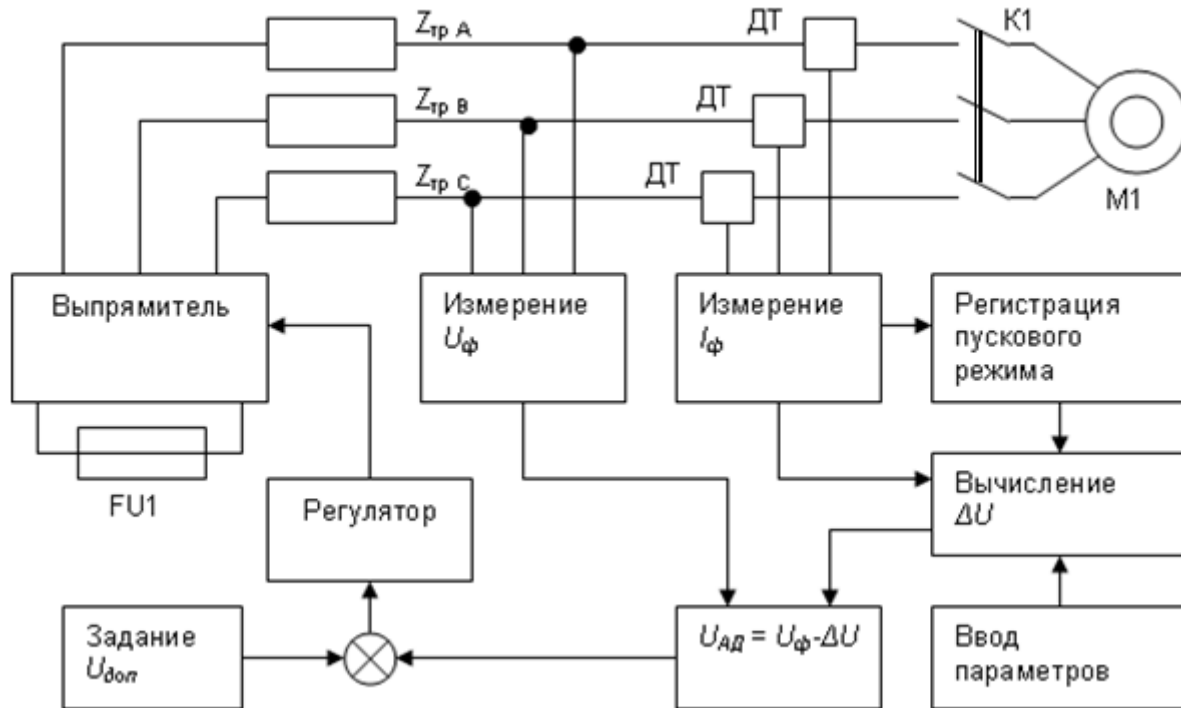 Zтр A
ДТ
К1
Zтр B
ДТ
Zтр C
ДТ
М1
Выпрямитель
Измерение
Uф
Измерение
Iф
Регистрация
пускового
режима
FU1
Регулятор
Вычисление
ΔU
Задание
Uдоп
UАД = Uф-ΔU
Ввод
параметров